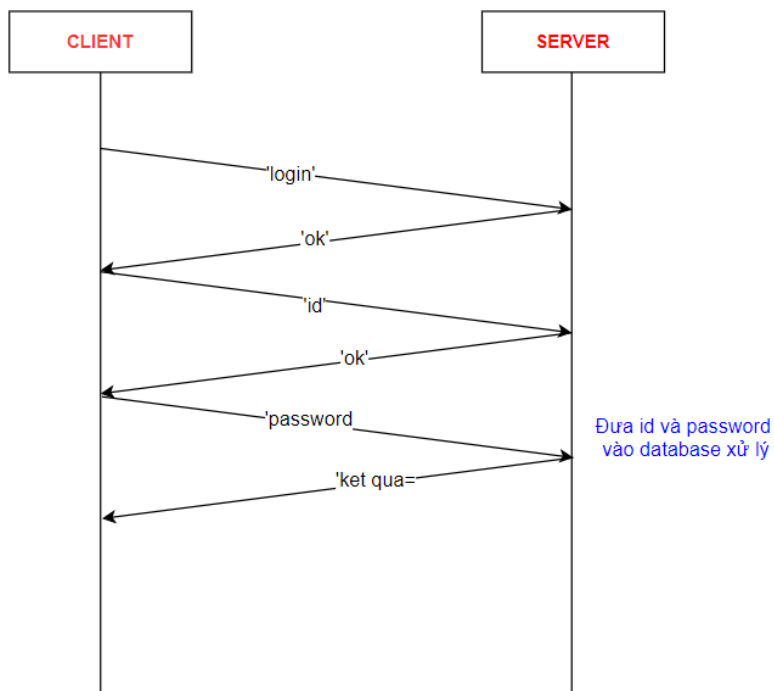 CLIENT
SERVER
'login'
'ok'
'id'
'ok'
'password
Đưa id và password
vào database xử lý
'ket qua=